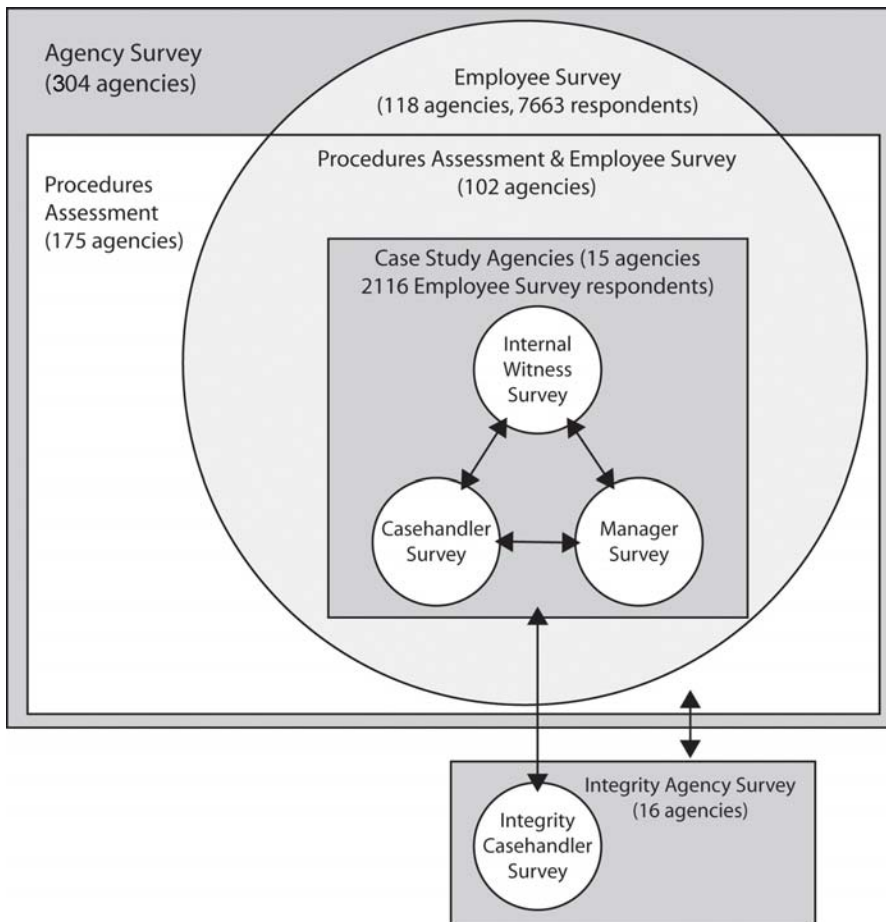 Agency Survey
(304 agencies)
Employee Survey
(118 agencies, 7663 respondents)
Procedures Assessment & Employee Survey
(102 agencies)
Procedures
Assessment
(175 agencies)
Case Study Agencies (15 agencies
2116 Employee Survey respondents)
Internal
Witness
Survey
Casehandler
Survey
Manager
Survey
Integrity Agency Survey
(16 agencies)
Integrity
Casehandler
Survey